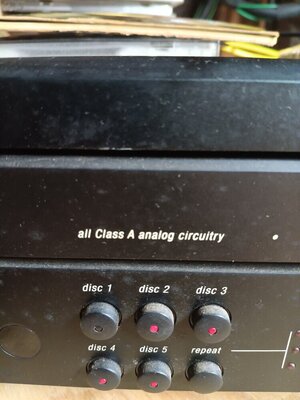 all Class A analog circuitry
disc 1 disc 2 disc 3
disc 4 disc 5 repeat